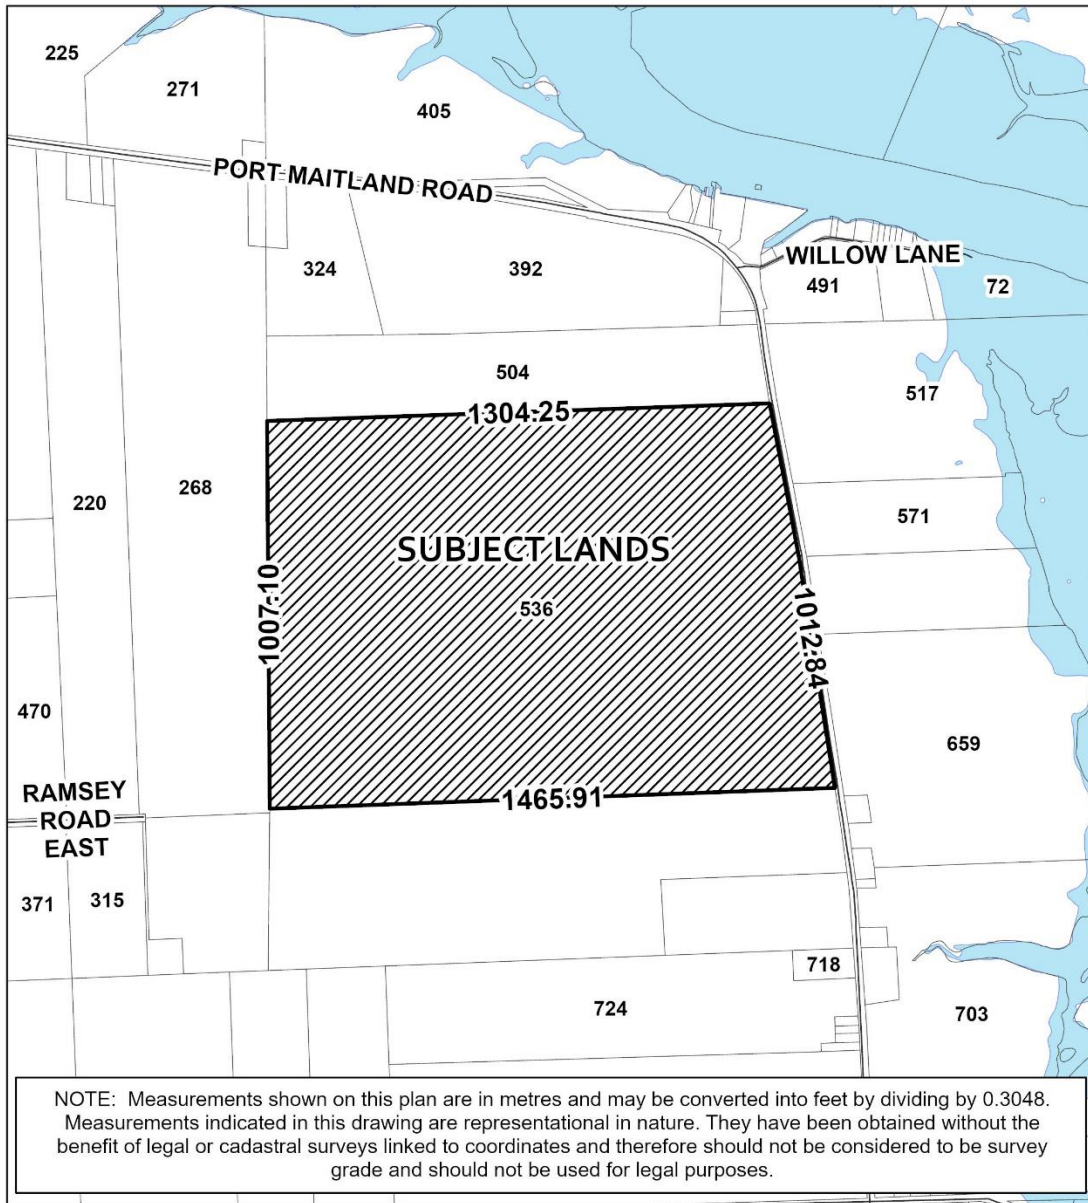 225
271
405
PORT MAITLAND ROAD
324
392
WILLOW LANE
491
72
504
517
1304.25
268
220
571
SUBJECT LANDS
536
1007.10
1012.84
470
659
RAMSEY
ROAD
EAST
1465.91
371
315
718
724
703
NOTE: Measurements shown on this plan are in metres and may be converted into feet by dividing by 0.3048.
Measurements indicated in this drawing are representational in nature. They have been obtained without the
benefit of legal or cadastral surveys linked to coordinates and therefore should not be considered to be survey
grade and should not be used for legal purposes.